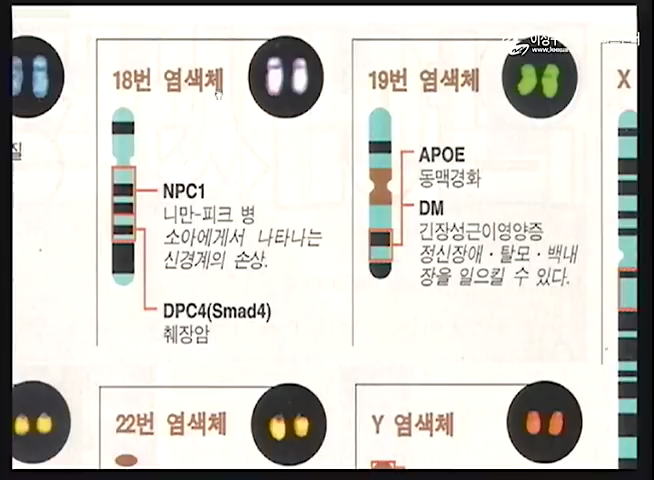 18번 염색체
NPC1
니만-피크 병
소아에게서 나타나는
신경계의 손상.
DPC4(Smad4)
췌장암
19번 염색체
APOE
동맥경화
DM
긴장성근이영양증
정신장애·탈모·백내
장을 일으킬 수 있다.
X
질
22번 염색체
Y 염색체